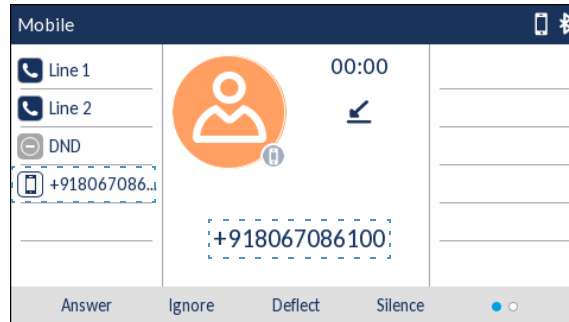 Mobile
Line 1
Line 2
DND
+918067086...
00:00
+918067086100
Answer Ignore Deflect Silence